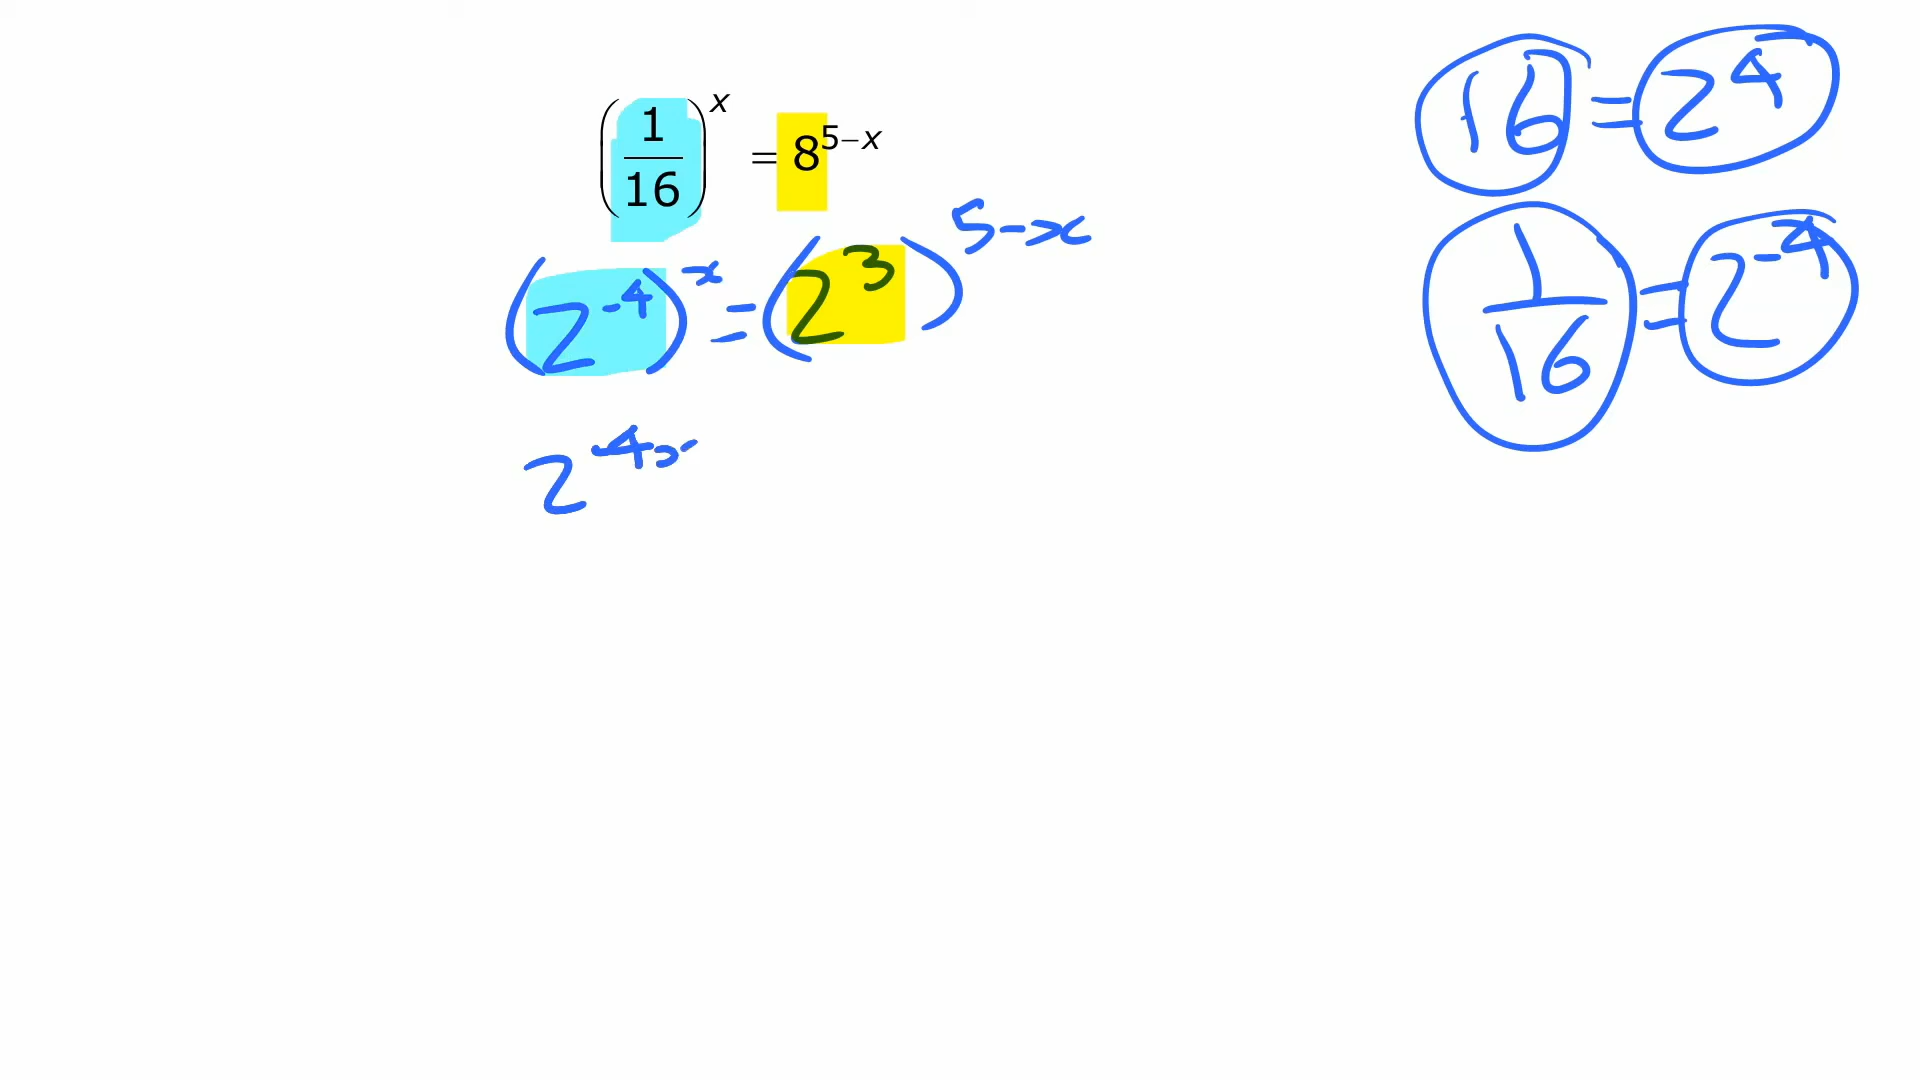 (1/16)^x = 8^(5−x)
(2^-4)^x = (2^3)^(5-x)
2^-4x
16 = 2^4
1/16 = 2^-4